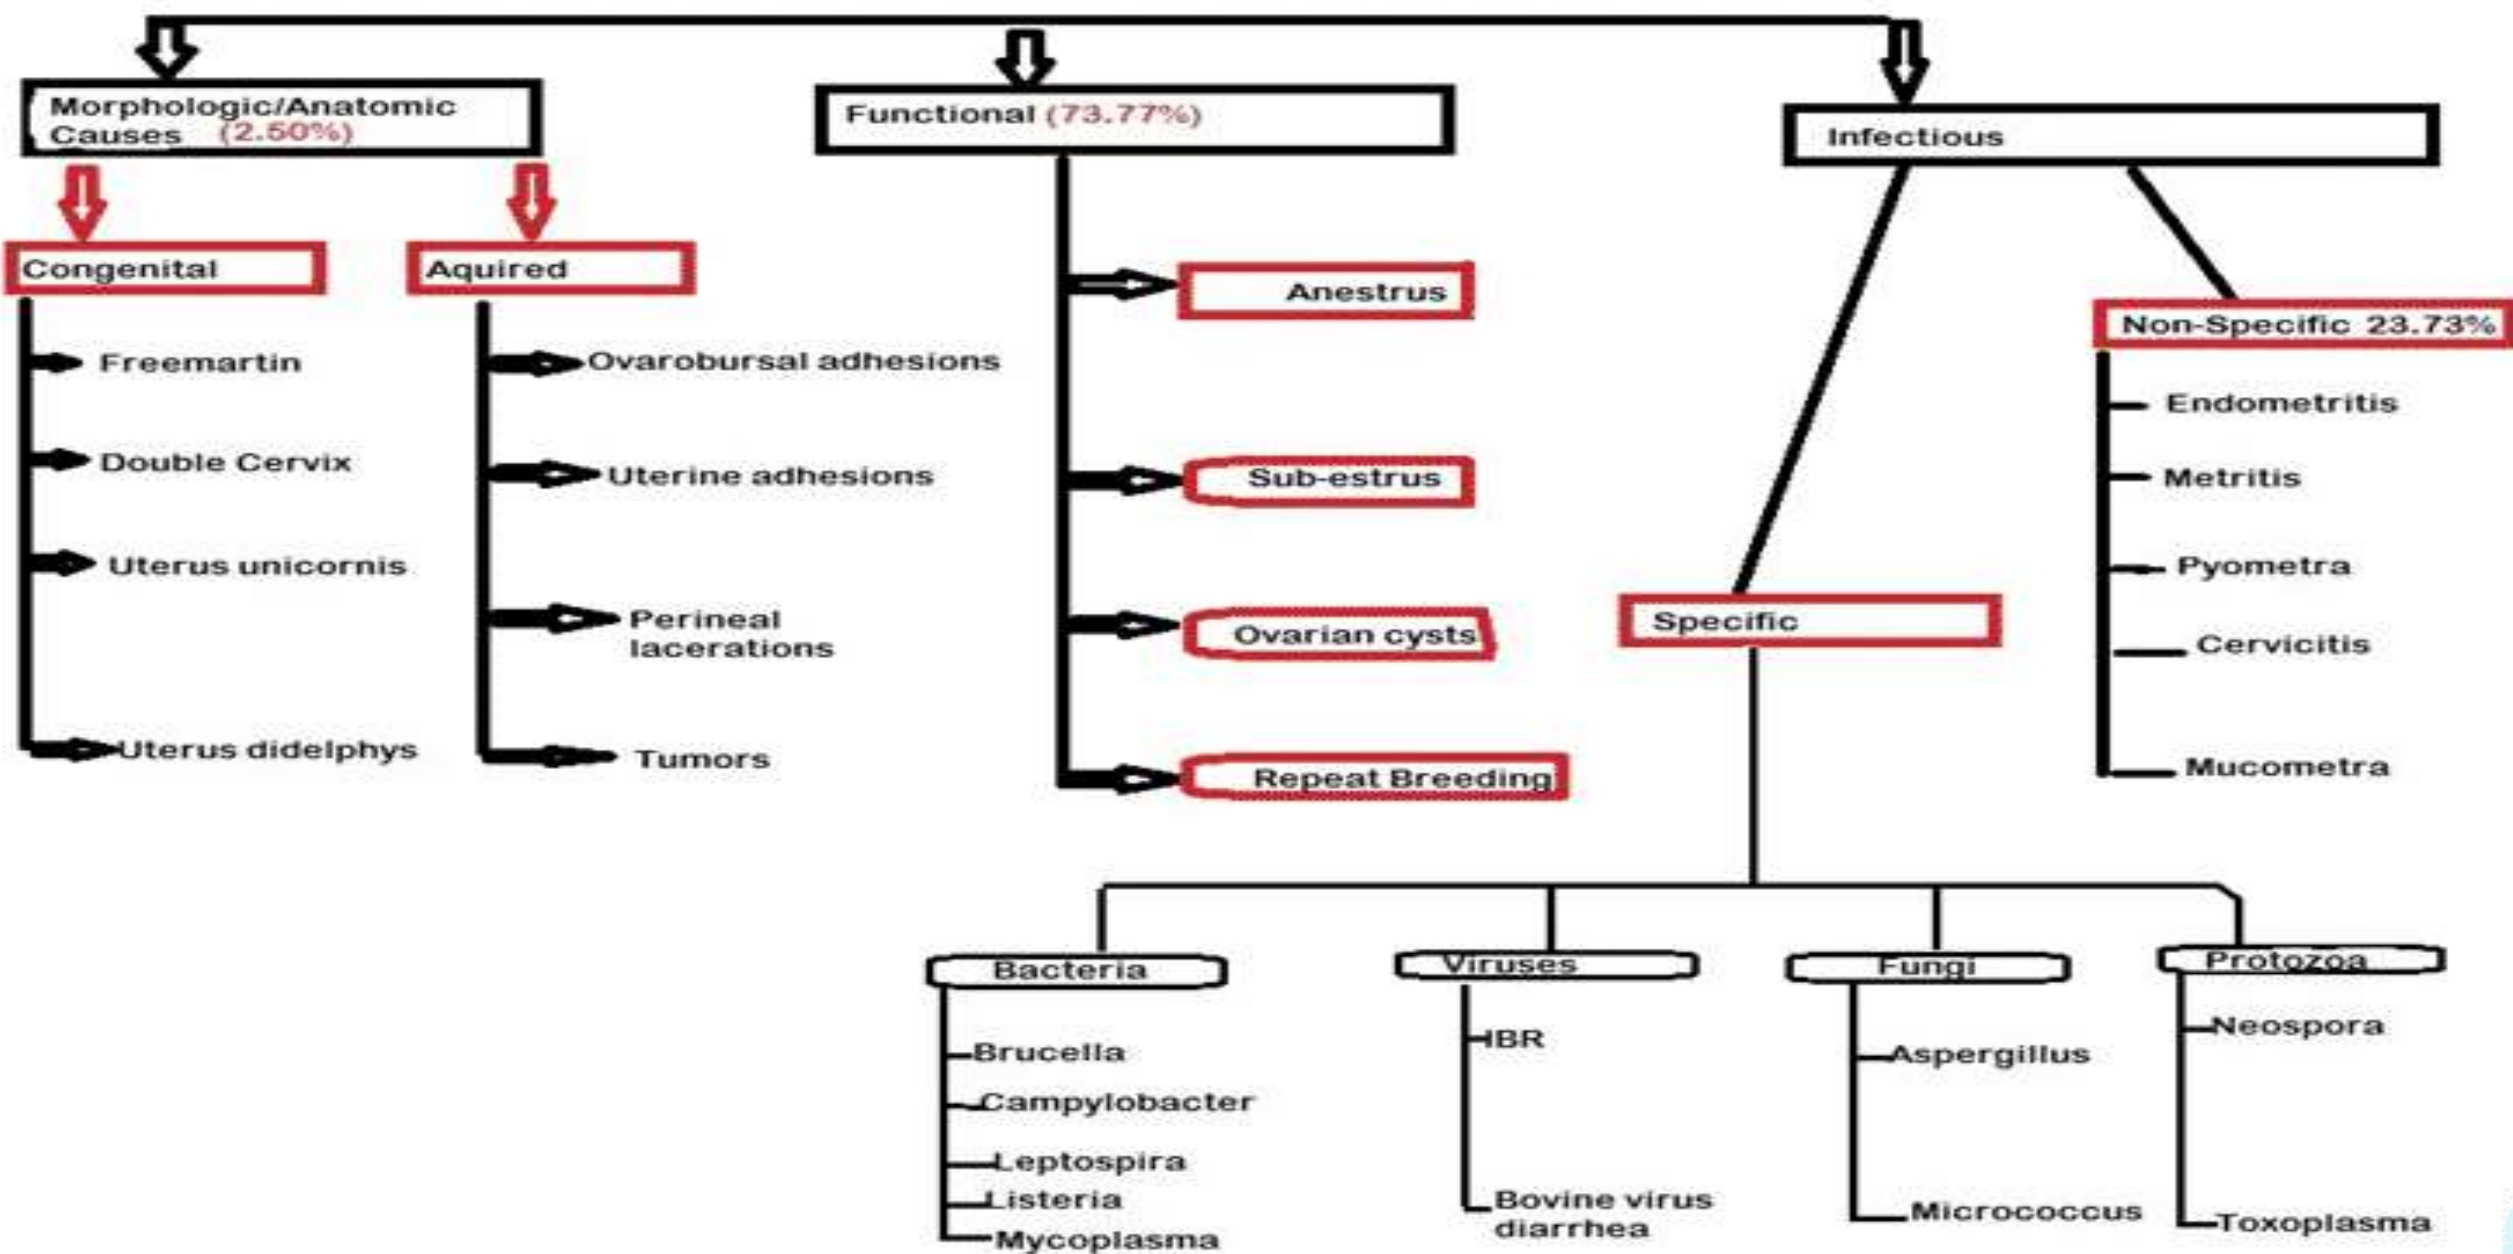 Morphologic/Anatomic
Causes (2.50%)
Functional (73.77%)
Infectious
Congenital
Aquired
Freemartin
Double Cervix
Uterus unicornis
Uterus didelphys
Ovarobursal adhesions
Uterine adhesions
Perineal
lacerations
Tumors
Anestrus
Sub-estrus
Ovarian cysts
Repeat Breeding
Specific
Non-Specific 23.73%
Endometritis
Metritis
Pyometra
Cervicitis
Mucometra
Bacteria
Brucella
Campylobacter
Leptospira
Listeria
Mycoplasma
Viruses
IBR
Bovine virus
diarrhea
Fungi
Aspergillus
Micrococcus
Protozoa
Neospora
Toxoplasma